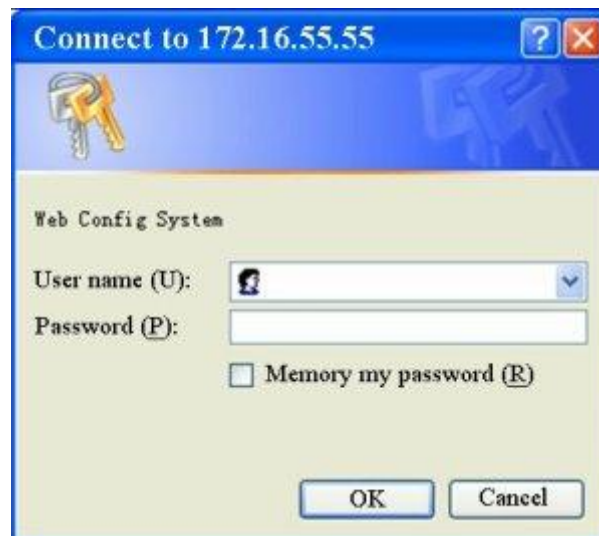 Connect to 172.16.55.55
Web Config System
User name (U):
Password (P):
Memory my password (R)
OK Cancel